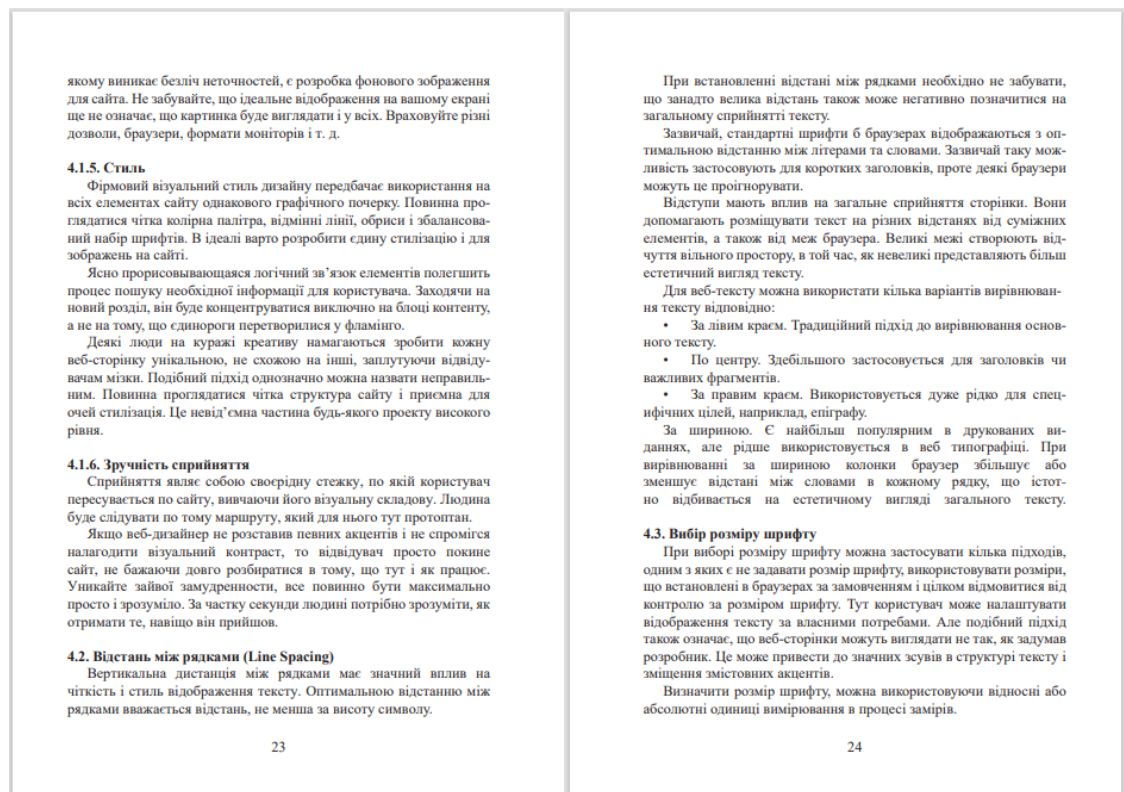 якому виникає безліч неточностей, є розробка фонового зображення
для сайта. Не забувайте, що ідеальне відображення на вашому екрані
ще не означає, що картинка буде виглядати і у всіх. Враховуйте різні
дозволи, браузери, формати моніторів і т. д.
4.1.5. Стиль
Фірмовий візуальний стиль дизайну передбачає використання на
всіх елементах сайту однакового графічного почерку. Повинна про-
глядатися чітка колірна палітра, відмінні лінії, обриси і збалансова-
ний набір шрифтів. В ідеалі варто розробити єдину стилізацію і для
зображень на сайті.
Ясно прорисовывающаяся логічний зв’язок елементів полегшить
процес пошуку необхідної інформації для користувача. Заходячи на
новий розділ, він буде концентруватися виключно на блоці контенту,
а не на тому, що єдинороги перетворилися у фламінго.
Деякі люди на куражі креативу намагаються зробити кожну
веб-сторінку унікальною, не схожою на інші, заплутуючи відвіду-
вачам мізки. Подібний підхід однозначно можна назвати неправиль-
ним. Повинна проглядатися чітка структура сайту і приємна для
очей стилізація. Це невід’ємна частина будь-якого проекту високого
рівня.
4.1.6. Зручність сприйняття
Сприйняття являє собою своєрідну стежку, по якій користувач
пересувається по сайту, вивчаючи його візуальну складову. Людина
буде слідувати по тому маршруту, який для нього тут протоптан.
Якщо веб-дизайнер не розставив певних акцентів і не спромігся
налагодити візуальний контраст, то відвідувач просто покине
сайт, не бажаючи довго розбиратися в тому, що тут і як працює.
Уникайте зайвої замудренности, все повинно бути максимально
просто і зрозуміло. За частку секунди людині потрібно зрозуміти, як
отримати те, навіщо він прийшов.
4.2. Відстань між рядками (Line Spacing)
Вертикальна дистанція між рядками має значний вплив на
чіткість і стиль відображення тексту. Оптимальною відстанню між
рядками вважається відстань, не менша за висоту символу.
23
При встановленні відстані між рядками необхідно не забувати,
що занадто велика відстань також може негативно позначитися на
загальному сприйнятті тексту.
Зазвичай, стандартні шрифти б браузерах відображаються з оп-
тимальною відстанню між літерами та словами. Зазвичай таку мож-
ливість застосовують для коротких заголовків, проте деякі браузери
можуть це проігнорувати.
Відступи мають вплив на загальне сприйняття сторінки. Вони
допомагають розміщувати текст на різних відстанях від суміжних
елементів, а також від меж браузера. Великі межі створюють від-
чуття вільного простору, в той час, як невеликі представляють більш
естетичний вигляд тексту.
Для веб-тексту можна використати кілька варіантів вирівнюван-
ня тексту відповідно:
• За лівим краєм. Традиційний підхід до вирівнювання основ-
ного тексту.
• По центру. Здебільшого застосовується для заголовків чи
важливих фрагментів.
• За правим краєм. Використовується дуже рідко для спец-
ифічних цілей, наприклад, епіграфу.
За шириною. Є найбільш популярним в друкованих ви-
даннях, але рідше використовується в веб типографіці. При
вирівнюванні за шириною колонки браузер збільшує або
зменшує відстані між словами в кожному рядку, що істот-
но відбивається на естетичному вигляді загального тексту.
4.3. Вибір розміру шрифту
При виборі розміру шрифту можна застосувати кілька підходів,
одним з яких є не задавати розмір шрифту, використовувати розміри,
що встановлені в браузерах за замовченням і цілком відмовитися від
контролю за розміром шрифту. Тут користувач може налаштувати
відображення тексту за власними потребами. Але подібний підхід
також означає, що веб-сторінки можуть виглядати не так, як задумав
розробник. Це може привести до значних зсувів в структурі тексту і
зміщення змістовних акцентів.
Визначити розмір шрифту, можна використовуючи відносні або
абсолютні одиниці вимірювання в процесі замірів.
24